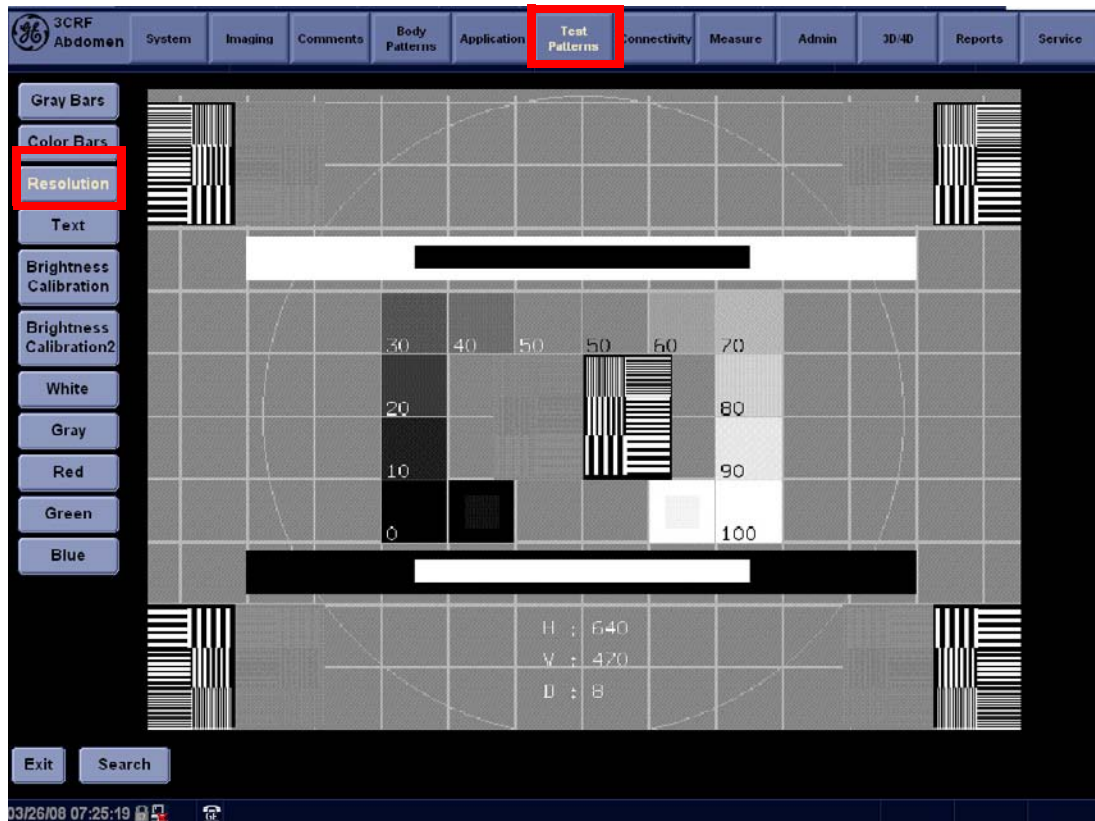 3CRF
Abdomen
System
Imaging
Comments
Body
Patterns
Application
Test
Patterns
Connectivity
Measure
Admin
3D/4D
Reports
Service
Gray Bars
Color Bars
Resolution
Text
Brightness
Calibration
Brightness
Calibration2
White
Gray
Red
Green
Blue
30 40 50 50 60 70
20 80
10 90
0 100
H : 640
V : 470
D : 8
Exit
Search
03/26/08 07:25:19